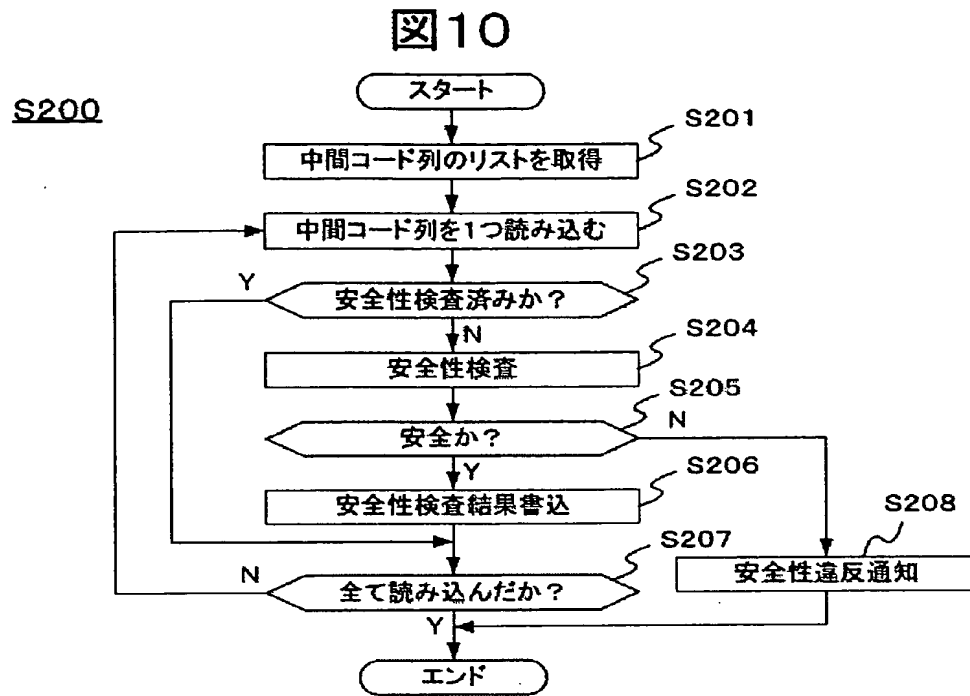 図10
S200
スタート
S201
中間コード列のリストを取得
S202
中間コード列を1つ読み込む
S203
Y
安全性検査済みか?
N
S204
安全性検査
S205
安全か?
N
Y
S206
安全性検査結果書込
S207
S208
N
全て読み込んだか?
安全性違反通知
Y
エンド